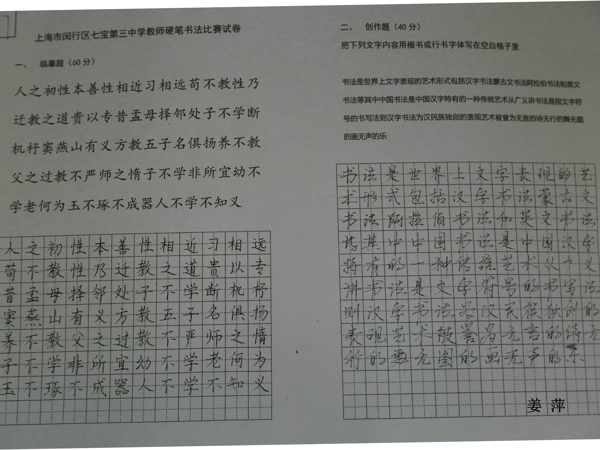 上海市闵行区七宝第三中学教师硬笔书法比赛试卷
一、 临摹题（60 分）
人之初性本善性相近习相远苟不教性乃
迁教之道贵以专昔孟母择邻处子不学断
机杼窦燕山有义方教五子名俱扬养不教
父之过教不严师之惰子不学非所宜幼不
学老何为玉不琢不成器人不学不知义
人之初性本善性相近习相远
苟不教性乃迁教之道贵以专
昔孟母择邻处子不学断机杼
窦燕山有义方教五子名俱扬
养不教父之过教不严师之惰
子不学非所宜幼不学老何为
玉不琢不成器人不学不知义
二、 创作题（40 分）
把下列文字内容用楷书或行书字体写在空白格子里
书法是世界上文字表现的艺术形式包括汉字书法蒙古文书法阿拉伯书法和英文
书法等其中中国书法是中国汉字特有的一种传统艺术从广义讲书法是指文字符
号的书写法则汉字书法为汉民族独创的表现艺术被誉为无言的诗无行的舞无图
的画无声的乐
书法是世界上文字表现的艺
术形式包括汉字书法蒙古文
书法阿拉伯书法和英文书法
等其中中国书法是中国汉字
特有的一种传统艺术从广义
讲书法是文字符号的书写法
则汉字书法为汉民族独创的
表现艺术被誉为无言的诗无
行的舞无图的画无声的乐
姜 萍